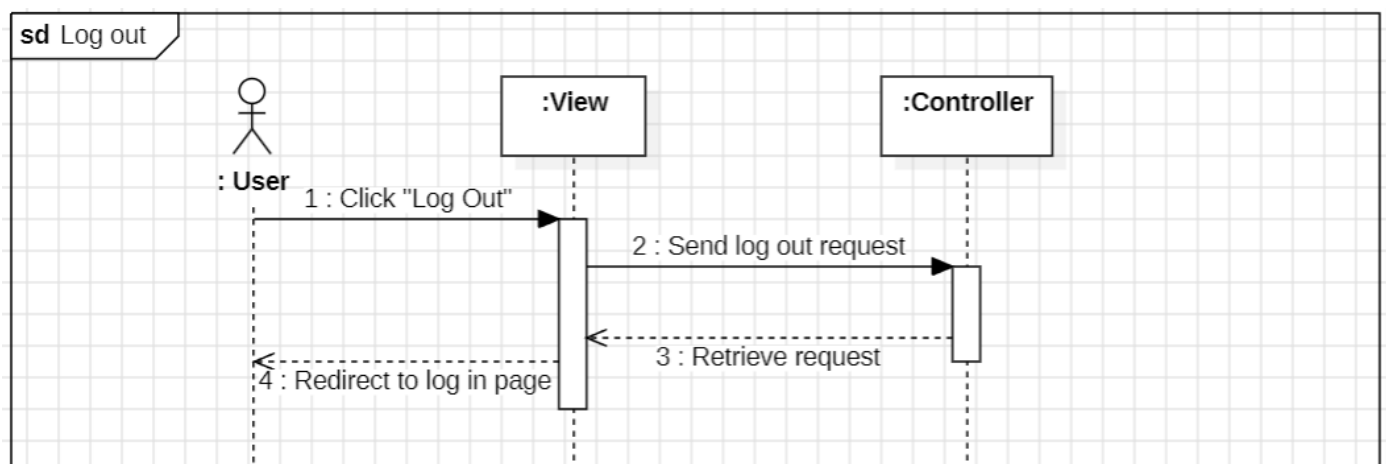 sd Log out
:View
:Controller
: User
1 : Click "Log Out"
2 : Send log out request
3 : Retrieve request
4 : Redirect to log in page